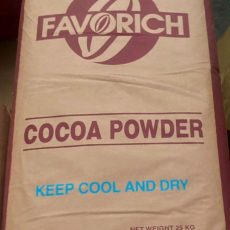 FAVORICH
COCOA POWDER
KEEP COOL AND DRY
NET WEIGHT 25 KG